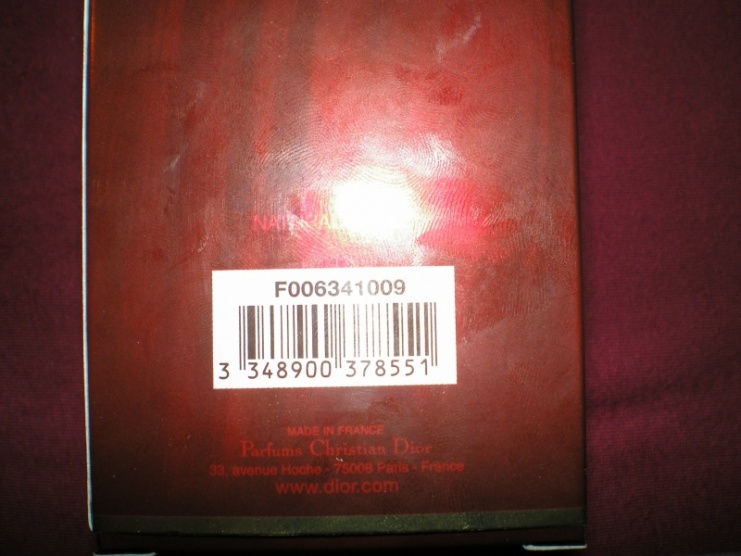 F006341009
3 348900 378551
MADE IN FRANCE
Parfums Christian Dior
33, avenue Hoche - 75008 Paris - France
www.dior.com